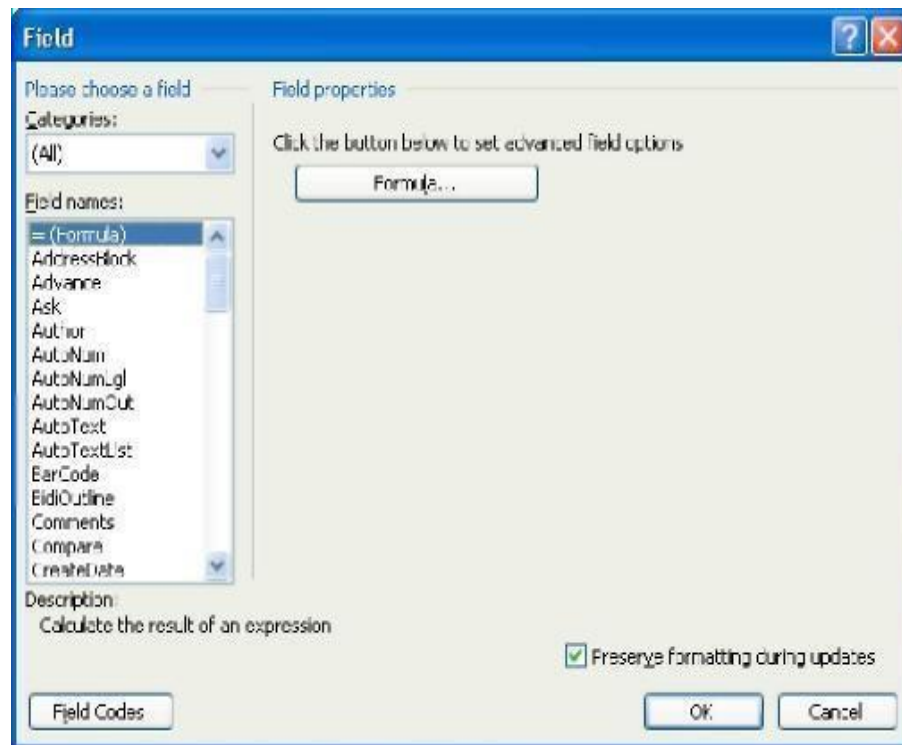 Field
Please choose a field
Categories:
(All)
Field names:
= (Formula)
AddressBlock
Advance
Ask
Author
AutoNum
AutoNumLgl
AutoNumOut
AutoText
AutoTextList
BarCode
BidiOutline
Comments
Compare
CreateDate
Field properties
Click the button below to set advanced field options
Formula...
Description:
Calculate the result of an expression
Preserve formatting during updates
Field Codes
OK
Cancel